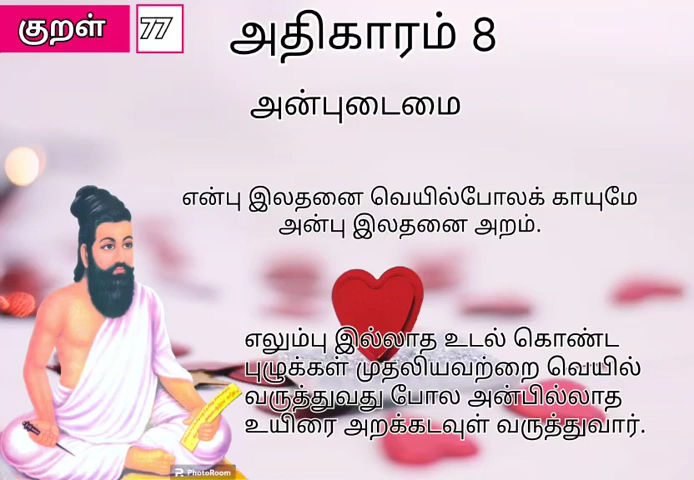 குறள் 77
அதிகாரம் 8
அன்புடைமை
என்பு இலதனை வெயில்போலக் காயுமே
அன்பு இலதனை அறம்.
எலும்பு இல்லாத உடல் கொண்ட
புழுக்கள் முதலியவற்றை வெயில்
வருத்துவது போல அன்பில்லாத
உயிரை அறக்கடவுள் வருத்துவார்.
PhotoRoom